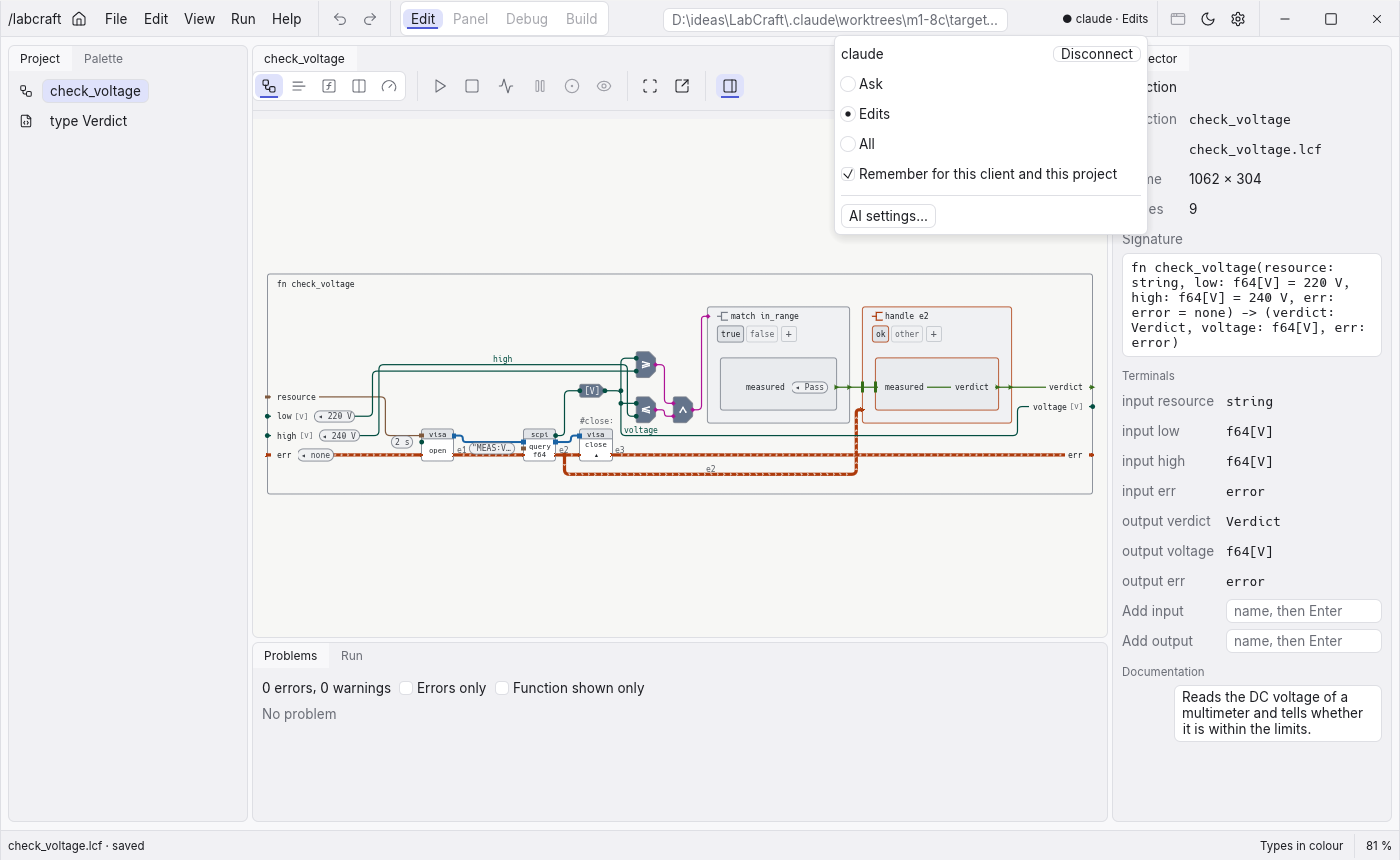 /labcraft File Edit View Run Help Edit Panel Debug Build D:\ideas\LabCraft\.claude\worktrees\m1-8c\target... claude · Edits
Project Palette
check_voltage
type Verdict
check_voltage
claude Disconnect
Ask
Edits
All
Remember for this client and this project
AI settings...
fn check_voltage
resource
low [V] 220 V
high [V] 240 V
err none
high
2 s
visa
open
e1
"MEAS:V…
scpi
query
f64
e2
#close:
visa
close
e3
[V]
voltage
>
≤
∧
e2
match in_range
true false +
measured Pass
handle e2
ok other +
measured verdict
verdict
voltage [V]
err
ector
ction
ction check_voltage
check_voltage.lcf
me 1062 × 304
es 9
Signature
fn check_voltage(resource:
string, low: f64[V] = 220 V,
high: f64[V] = 240 V, err:
error = none) -> (verdict:
Verdict, voltage: f64[V], err:
error)
Terminals
input resource string
input low f64[V]
input high f64[V]
input err error
output verdict Verdict
output voltage f64[V]
output err error
Add input name, then Enter
Add output name, then Enter
Documentation
Reads the DC voltage of a
multimeter and tells whether
it is within the limits.
Problems Run
0 errors, 0 warnings Errors only Function shown only
No problem
check_voltage.lcf · saved Types in colour 81 %